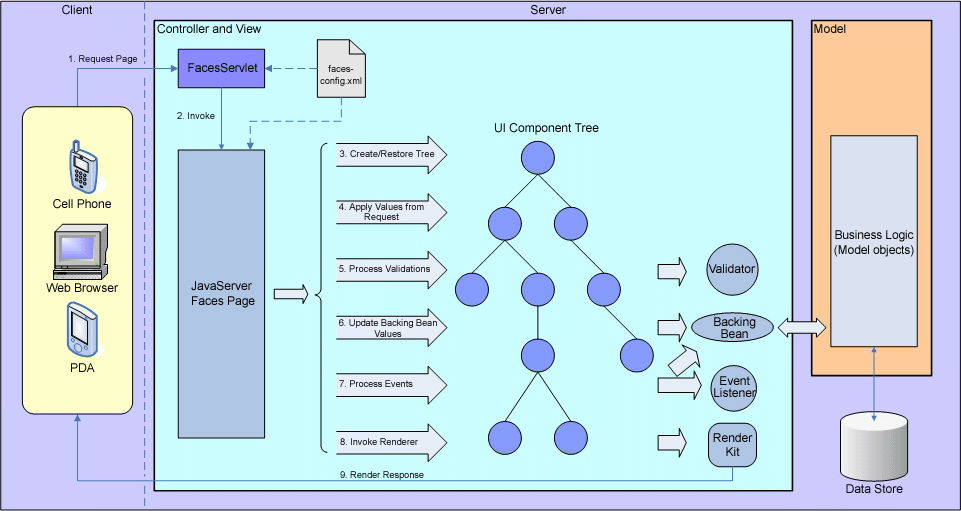 Client
Server
Controller and View
Model
1. Request Page
FacesServlet
faces-
config.xml
2. Invoke
UI Component Tree
3. Create/Restore Tree
4. Apply Values from
Request
5. Process Validations
6. Update Backing Bean
Values
7. Process Events
8. Invoke Renderer
9. Render Response
JavaServer
Faces Page
Cell Phone
Web Browser
PDA
Validator
Backing
Bean
Event
Listener
Render
Kit
Business Logic
(Model objects)
Data Store